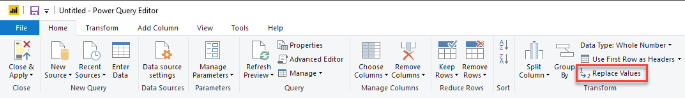 Untitled - Power Query Editor
File Home Transform Add Column View Tools Help
Close & Apply
New Source
Recent Sources
Enter Data
Data source settings
Manage Parameters
Refresh Preview
Properties
Advanced Editor
Manage
Choose Columns
Remove Columns
Keep Rows
Remove Rows
Split Column
Group By
Data Type: Whole Number
Use First Row as Headers
Replace Values
Close New Query Data Sources Parameters Query Manage Columns Reduce Rows Sort Transform